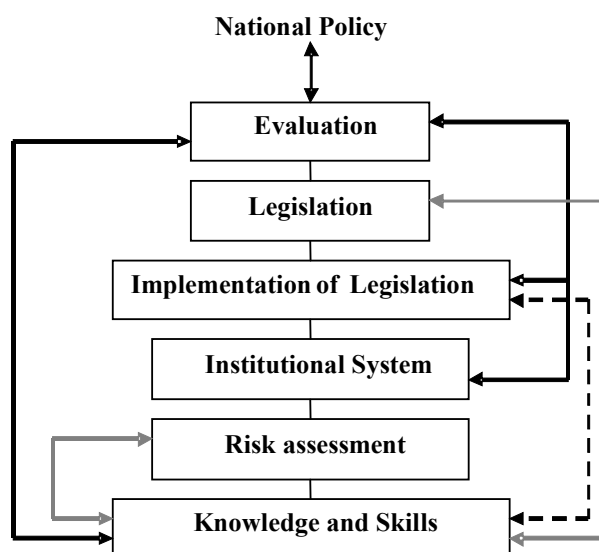 National Policy
Evaluation
Legislation
Implementation of Legislation
Institutional System
Risk assessment
Knowledge and Skills